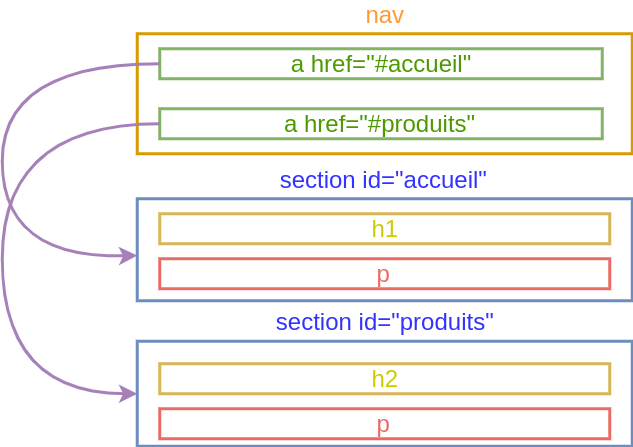 nav
a href="#accueil"
a href="#produits"
section id="accueil"
h1
p
section id="produits"
h2
p